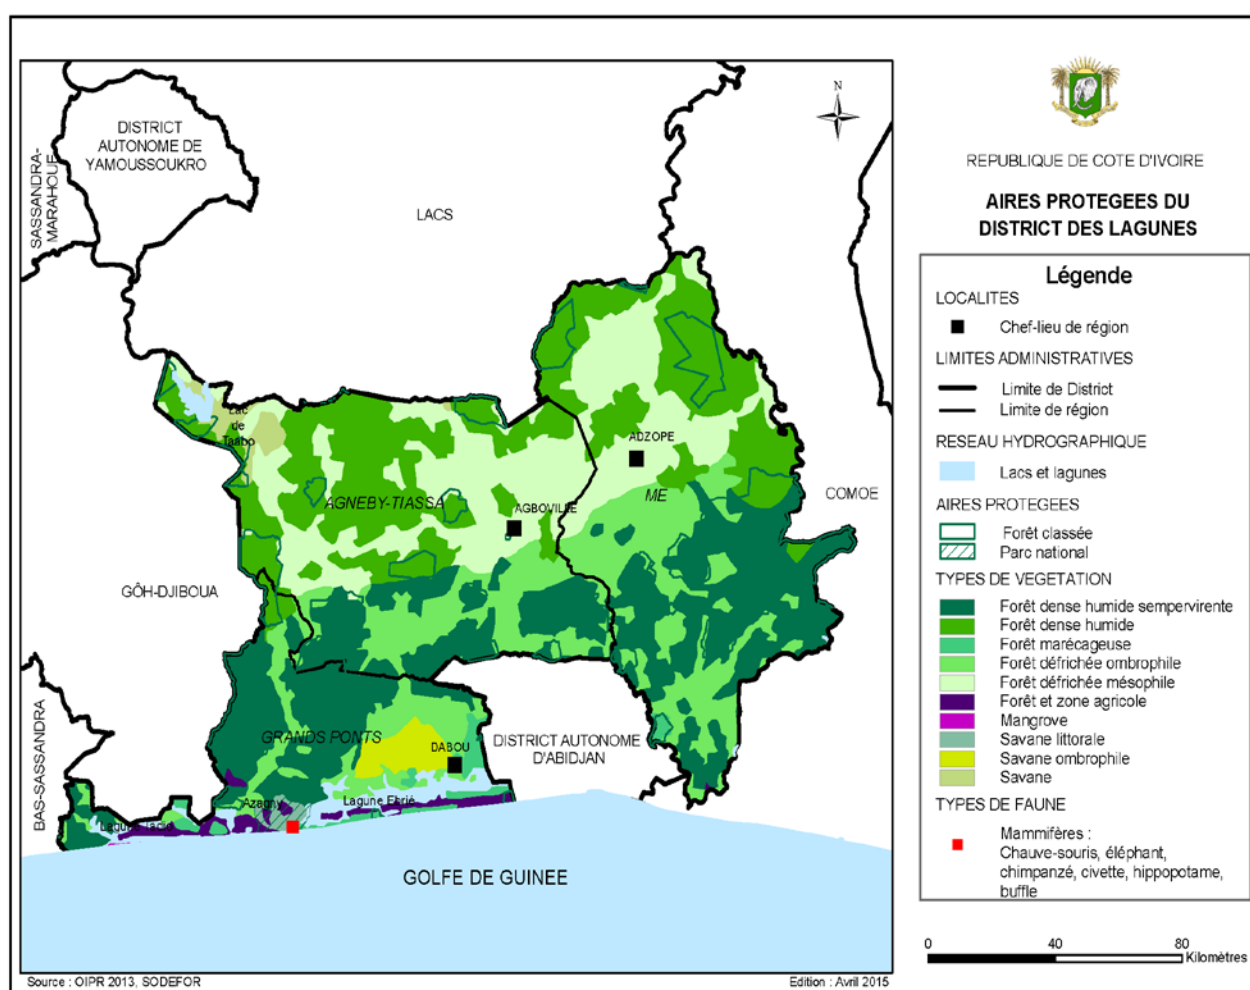 DISTRICT
AUTONOME DE
YAMOUSSOUKRO
SASSANDRA-
MARAHOUE
LACS
N
Lac
de
Taabo
ADZOPE
AGNEBY-TIASSA
ME
AGBOVILLE
COMOE
GÔH-DJIBOUA
BAS-SASSANDRA
GRANDS PONTS
DABOU
DISTRICT AUTONOME
D'ABIDJAN
Azagny
Lagune Ebrié
GOLFE DE GUINEE
Source : OIPR 2013, SODEFOR
Edition : Avril 2015
REPUBLIQUE DE COTE D'IVOIRE
AIRES PROTEGEES DU
DISTRICT DES LAGUNES
Légende
LOCALITES
Chef-lieu de région
LIMITES ADMINISTRATIVES
Limite de District
Limite de région
RESEAU HYDROGRAPHIQUE
Lacs et lagunes
AIRES PROTEGEES
Forêt classée
Parc national
TYPES DE VEGETATION
Forêt dense humide sempervirente
Forêt dense humide
Forêt marécageuse
Forêt défrichée ombrophile
Forêt défrichée mésophile
Forêt et zone agricole
Mangrove
Savane littorale
Savane ombrophile
Savane
TYPES DE FAUNE
Mammifères :
Chauve-souris, éléphant,
chimpanzé, civette, hippopotame,
buffle
0 40 80
Kilomètres
Lagune